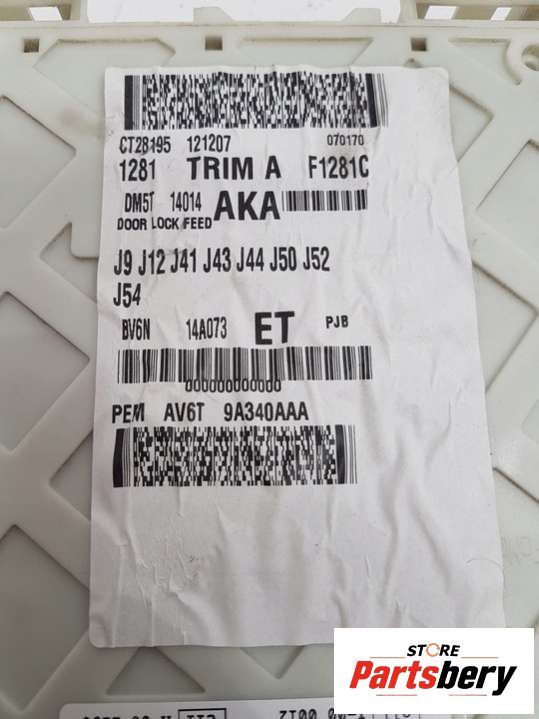 CT28195 121207 070170
1281 TRIM A F1281C
DM5T 14014 AKA
DOOR LOCK FEED
J9 J12 J41 J43 J44 J50 J52
J54
BV6N 14A073 ET PJB
000000000000
PEM AV6T 9A340AAA
STORE
Partsbery